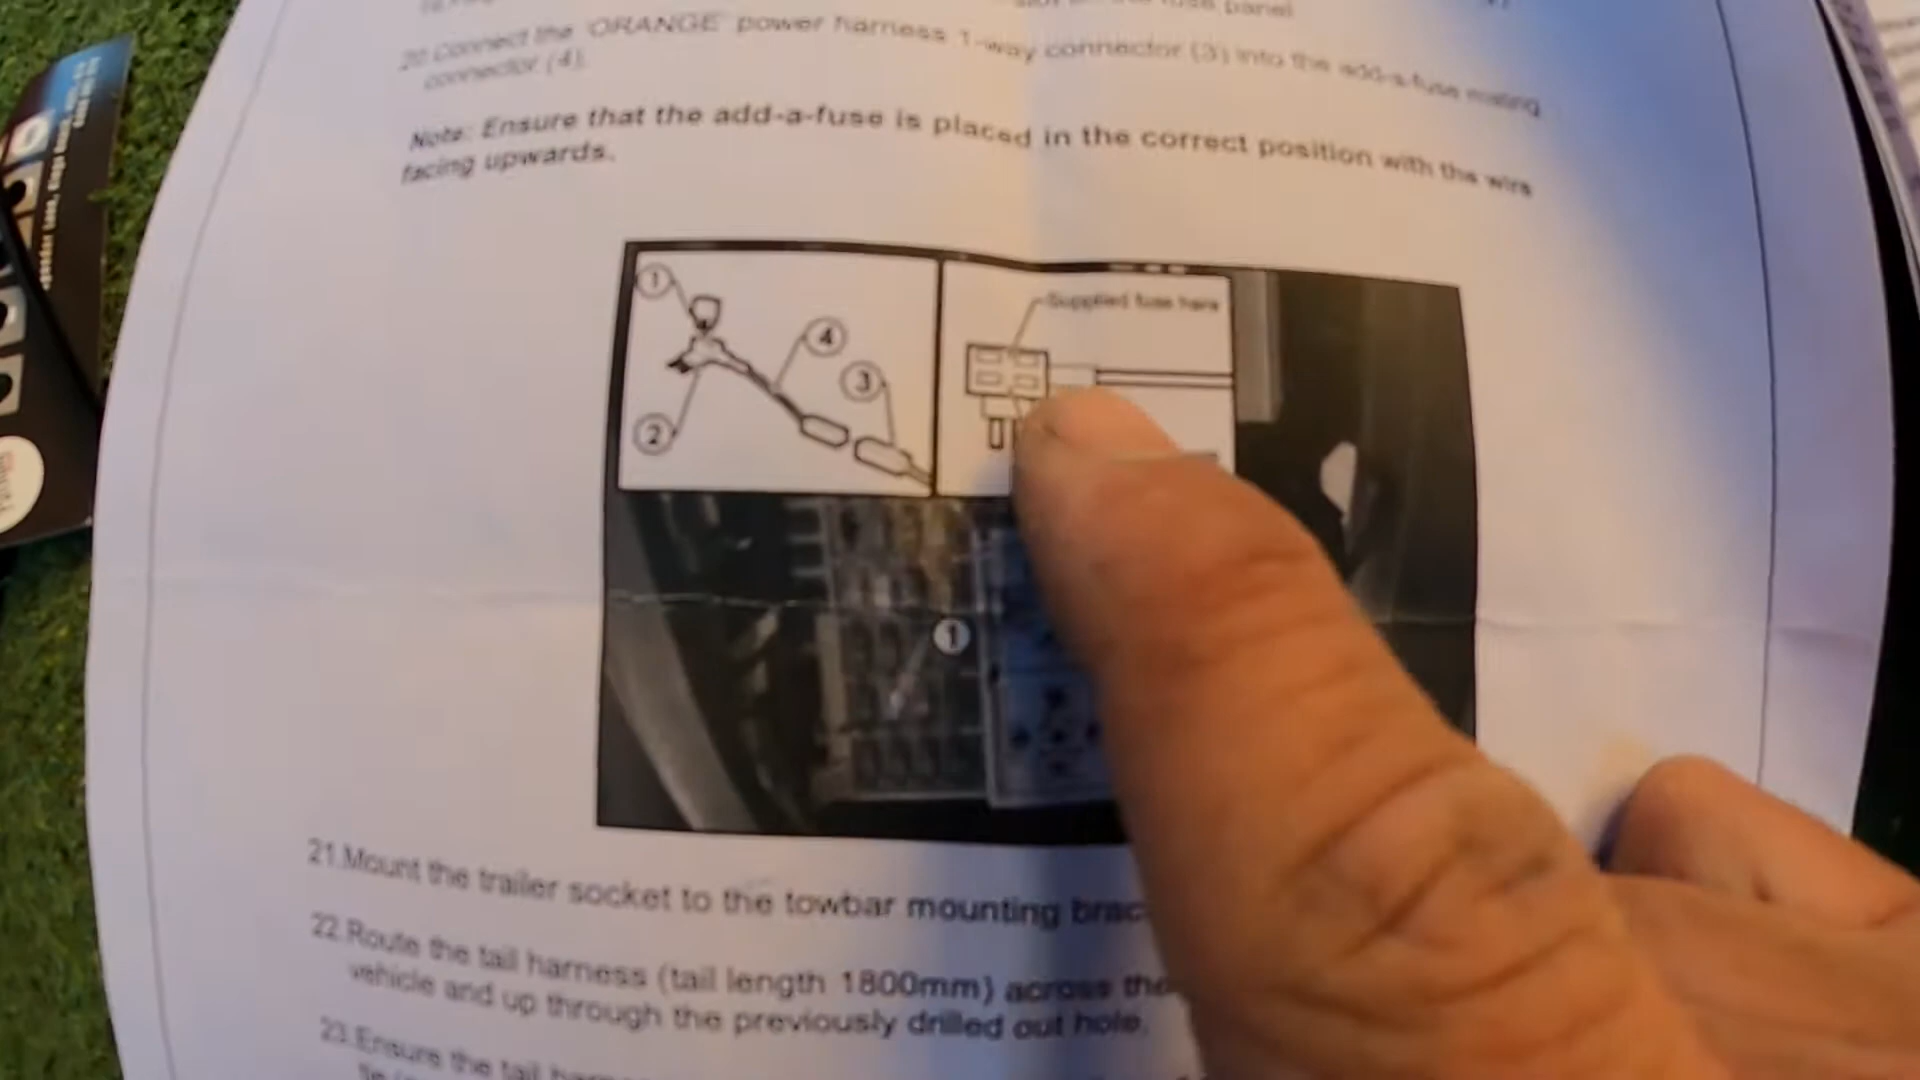 panel
20.Connect the 'ORANGE' power harness 1-way connector (3) into the add-a-fuse mating
connector (4).
Note: Ensure that the add-a-fuse is placed in the correct position with the wire
facing upwards.
1
4
3
2
Supplied fuse here
1
21.Mount the trailer socket to the towbar mounting
22.Route the tail harness (tail length 1800mm) across the
vehicle and up through the previously drilled out hole.
23.Ensure the tail